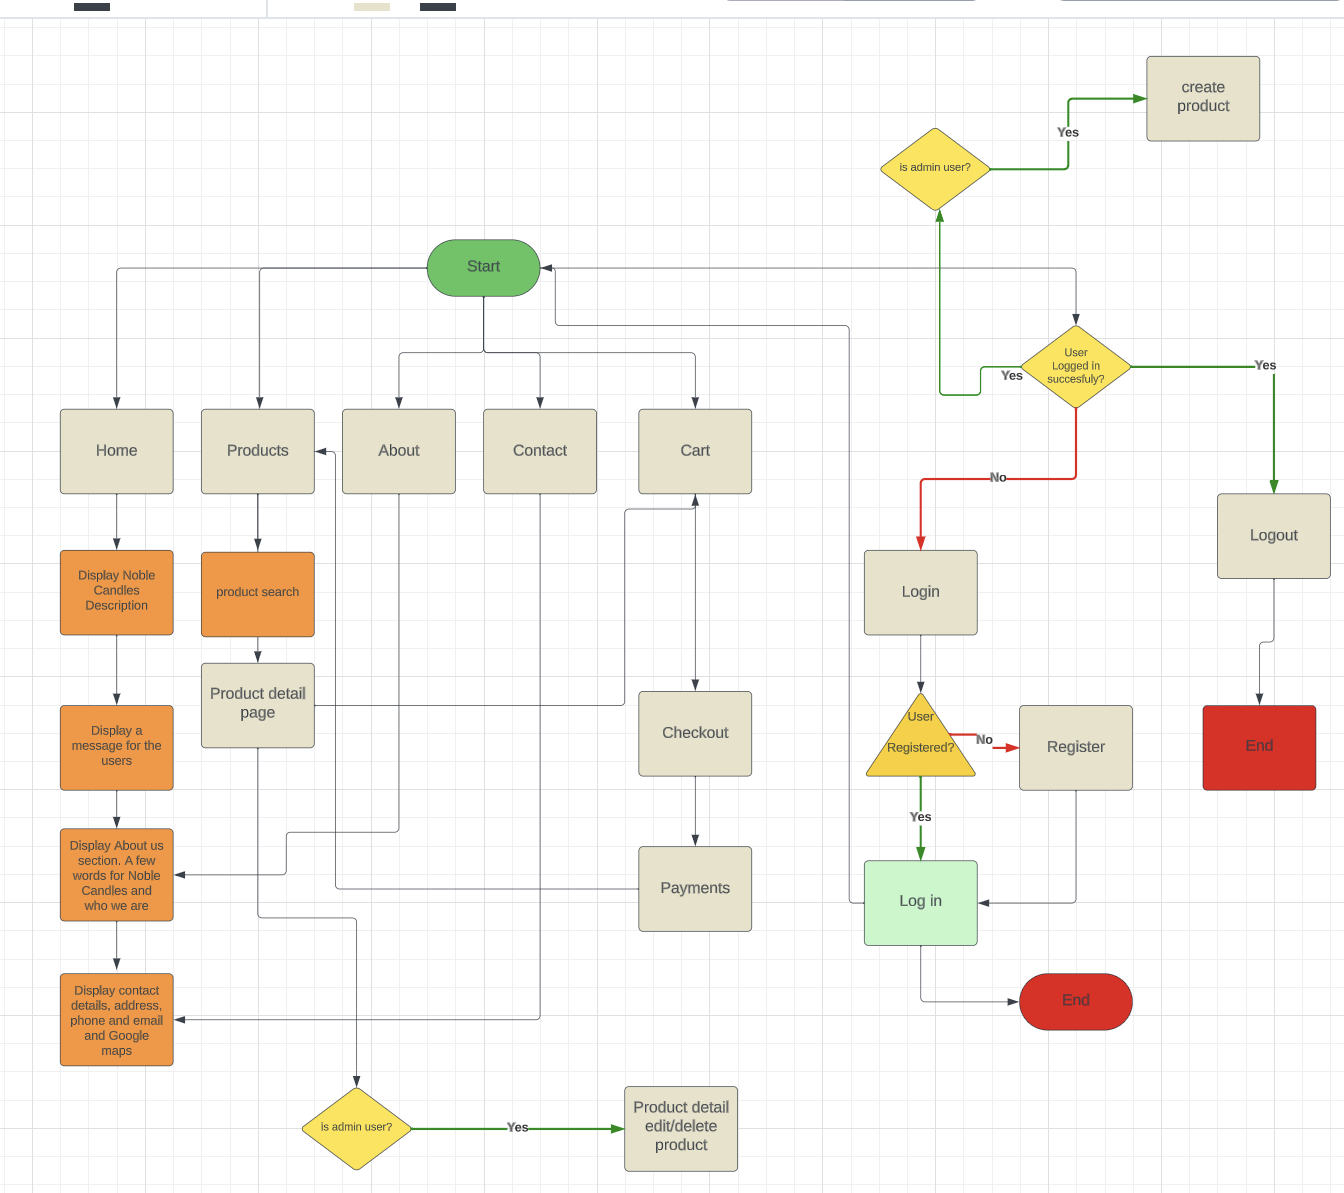 create
product
Yes
is admin user?
Start
User
Logged in
succesfuly?
Yes
Yes
Home
Products
About
Contact
Cart
No
Logout
Display Noble
Candles
Description
product search
Login
Product detail
page
Display a
message for the
users
Checkout
User
Registered?
No
Register
End
Yes
Display About us
section. A few
words for Noble
Candles and
who we are
Payments
Log in
Display contact
details, address,
phone and email
and Google
maps
End
is admin user?
Yes
Product detail
edit/delete
product